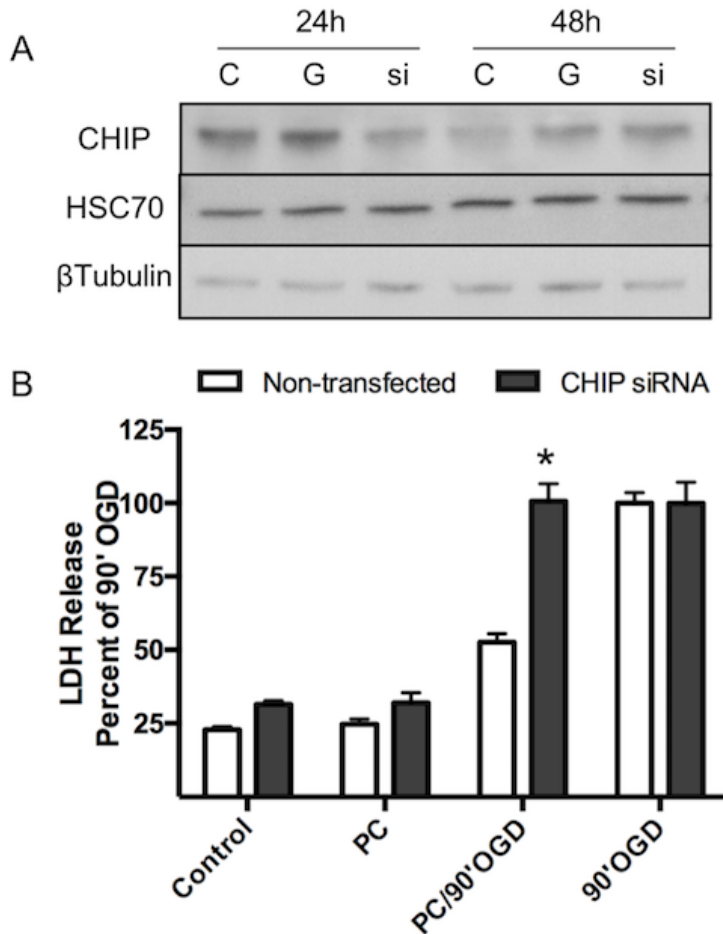 A
24h 48h
C G si C G si
CHIP
HSC70
βTubulin
B
Non-transfected CHIP siRNA
LDH Release
Percent of 90' OGD
125
100
75
50
25
*
Control PC PC/90'OGD 90'OGD